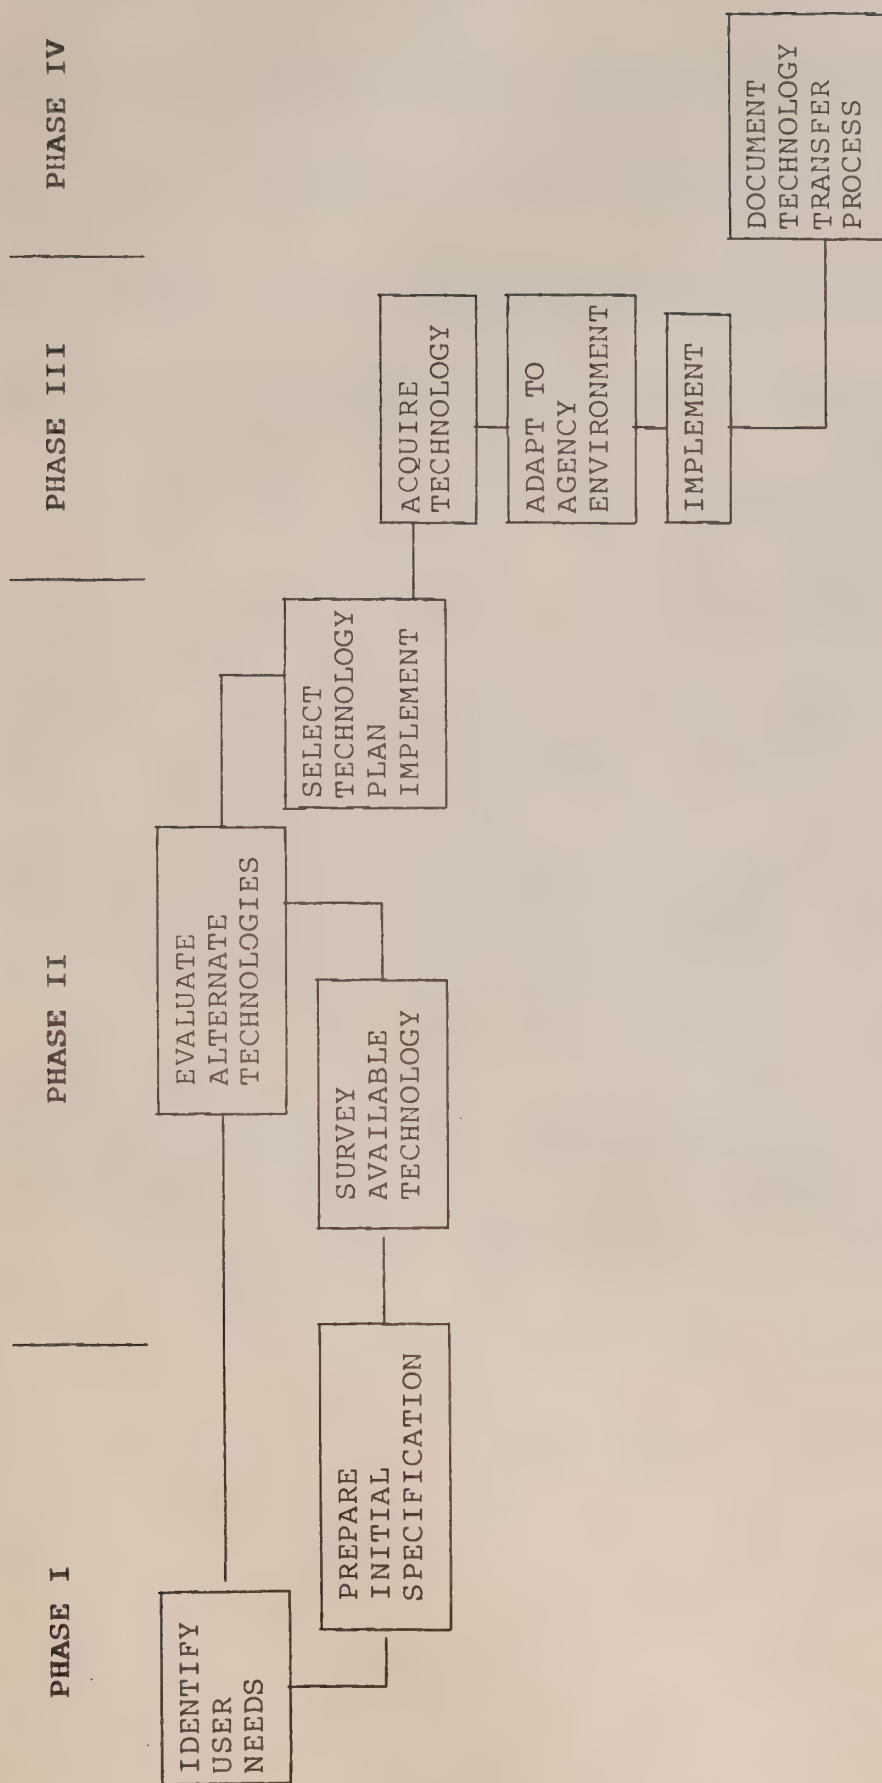 PHASE I
PHASE II
PHASE III
PHASE IV
IDENTIFY
USER
NEEDS
PREPARE
INITIAL
SPECIFICATION
EVALUATE
ALTERNATE
TECHNOLOGIES
SURVEY
AVAILABLE
TECHNOLOGY
SELECT
TECHNOLOGY
PLAN
IMPLEMENT
ACQUIRE
TECHNOLOGY
ADAPT TO
AGENCY
ENVIRONMENT
IMPLEMENT
DOCUMENT
TECHNOLOGY
TRANSFER
PROCESS